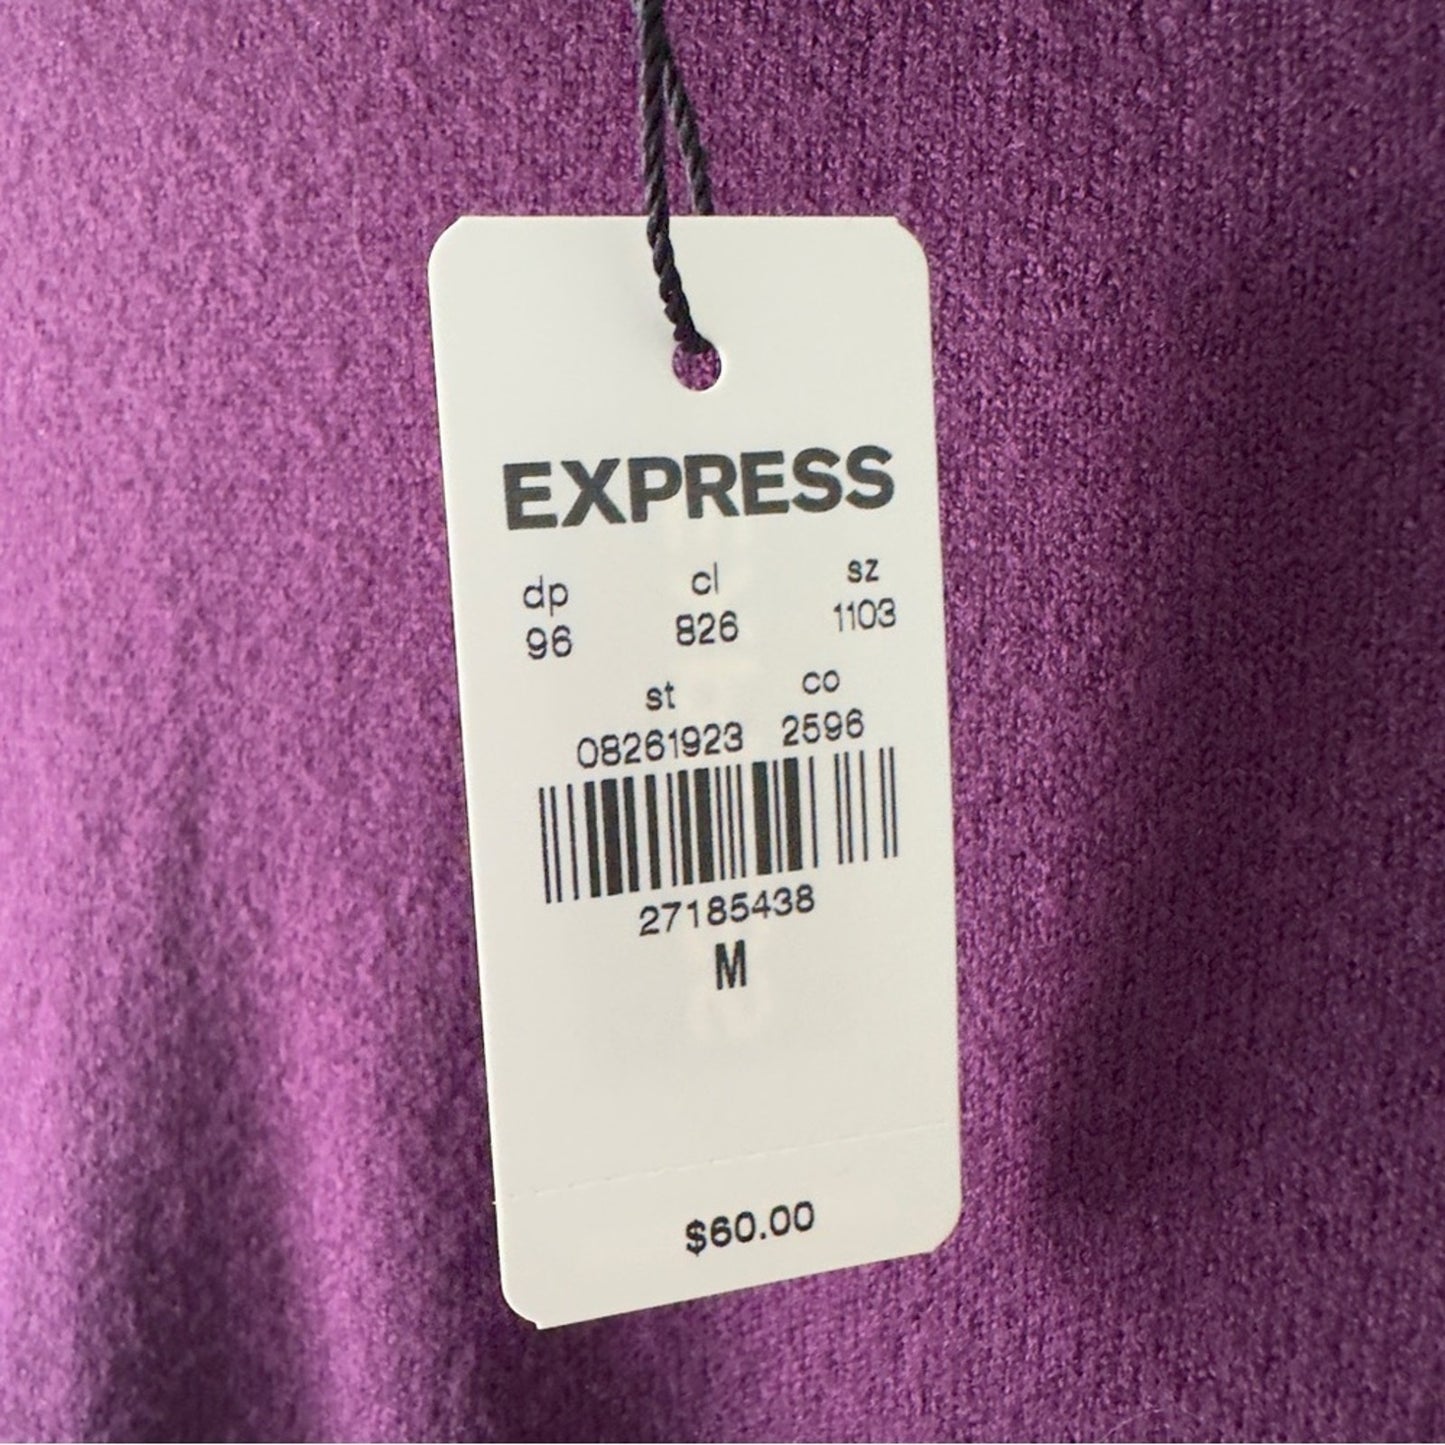 EXPRESS
dp cl sz
96 826 1103
st co
08261923 2596
27185438
M
$60.00